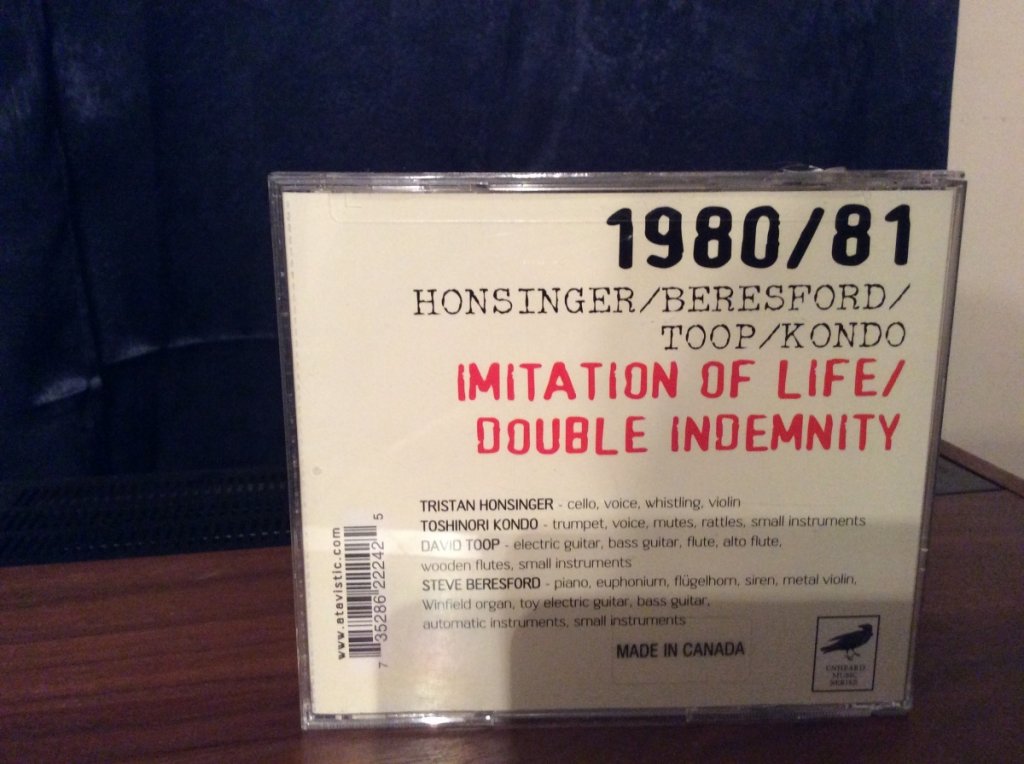 1980/81
HONSINGER/BERESFORD/
TOOP/KONDO
IMITATION OF LIFE/
DOUBLE INDEMNITY
TRISTAN HONSINGER - cello, voice, whistling, violin
TOSHINORI KONDO - trumpet, voice, mutes, rattles, small instruments
DAVID TOOP - electric guitar, bass guitar, flute, alto flute,
wooden flutes, small instruments
STEVE BERESFORD - piano, euphonium, flügelhorn, siren, metal violin,
Winfield organ, toy electric guitar, bass guitar,
automatic instruments, small instruments
MADE IN CANADA
www.atavistic.com
7 35286 22242 5
UNHEARD
MUSIC
SERIES